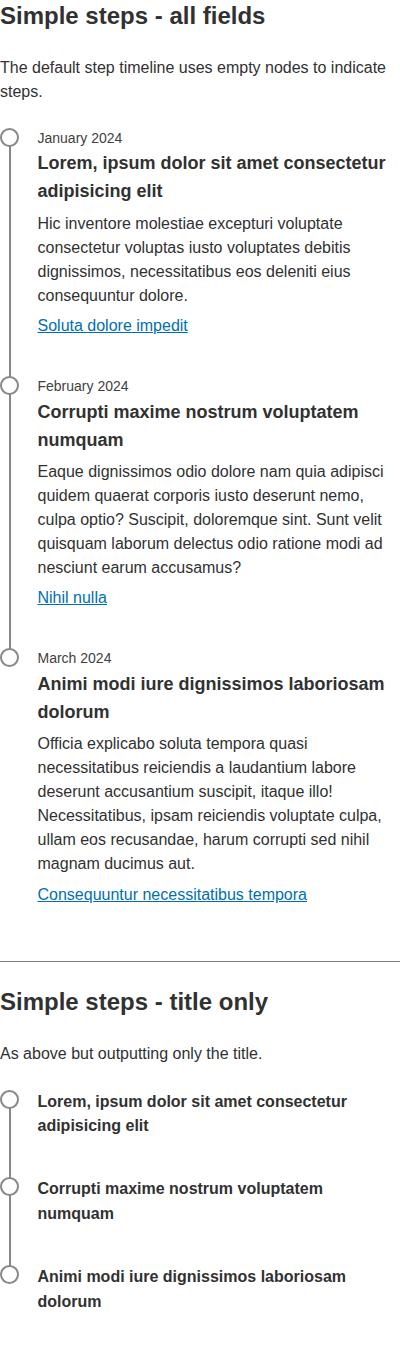 Simple steps - all fields
The default step timeline uses empty nodes to indicate
steps.
January 2024
Lorem, ipsum dolor sit amet consectetur
adipisicing elit
Hic inventore molestiae excepturi voluptate
consectetur voluptas iusto voluptates debitis
dignissimos, necessitatibus eos deleniti eius
consequuntur dolore.
Soluta dolore impedit
February 2024
Corrupti maxime nostrum voluptatem
numquam
Eaque dignissimos odio dolore nam quia adipisci
quidem quaerat corporis iusto deserunt nemo,
culpa optio? Suscipit, doloremque sint. Sunt velit
quisquam laborum delectus odio ratione modi ad
nesciunt earum accusamus?
Nihil nulla
March 2024
Animi modi iure dignissimos laboriosam
dolorum
Officia explicabo soluta tempora quasi
necessitatibus reiciendis a laudantium labore
deserunt accusantium suscipit, itaque illo!
Necessitatibus, ipsam reiciendis voluptate culpa,
ullam eos recusandae, harum corrupti sed nihil
magnam ducimus aut.
Consequuntur necessitatibus tempora
Simple steps - title only
As above but outputting only the title.
Lorem, ipsum dolor sit amet consectetur
adipisicing elit
Corrupti maxime nostrum voluptatem
numquam
Animi modi iure dignissimos laboriosam
dolorum